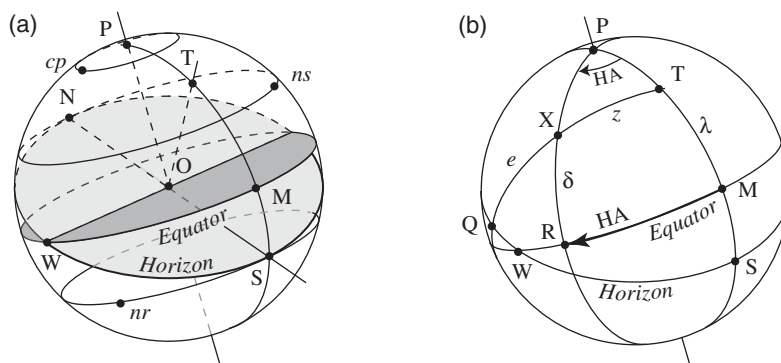 (a)
P
cp
T
ns
N
O
M
Equator
W
Horizon
S
nr
(b)
P
HA
T
X
z
λ
e
δ
M
Q
HA
R
Equator
W
S
Horizon